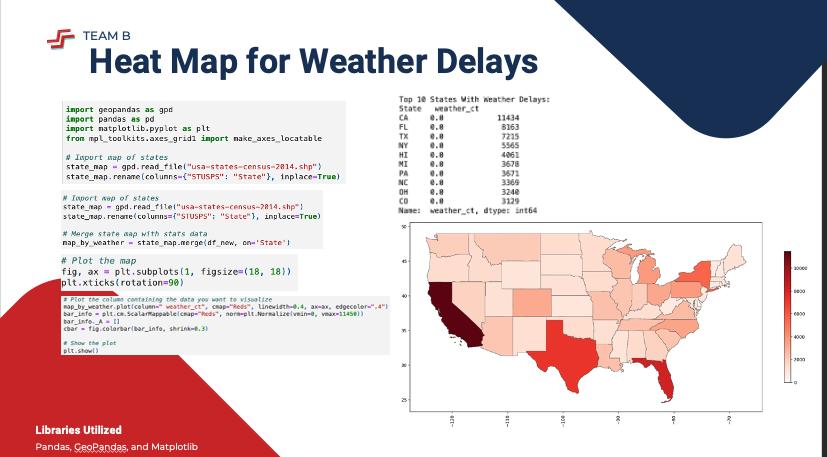 TEAM B
Heat Map for Weather Delays
import geopandas as gpd
import pandas as pd
import matplotlib.pyplot as plt
from mpl_toolkits.axes_grid1 import make_axes_locatable
# Import map of states
state_map = gpd.read_file("usa-states-census-2014.shp")
state_map.rename(columns={"STUSPS": "State"}, inplace=True)
# Import map of states
state_map = gpd.read_file("usa-states-census-2014.shp")
state_map.rename(columns={"STUSPS": "State"}, inplace=True)
# Merge state map with stats data
map_by_weather = state_map.merge(df_new, on='State')
# Plot the map
fig, ax = plt.subplots(1, figsize=(18, 18))
plt.xticks(rotation=90)
# Plot the column containing the data you want to visualize
map_by_weather.plot(column=" weather_ct", cmap="Reds", linewidth=0.4, ax=ax, edgecolor=".4")
bar_info = plt.cm.ScalarMappable(cmap="Reds", norm=plt.Normalize(vmin=0, vmax=11450))
bar_info._A = []
cbar = fig.colorbar(bar_info, shrink=0.3)
# Show the plot
plt.show()
Top 10 States With Weather Delays:
State weather_ct
CA 0.0 11434
FL 0.0 8163
TX 0.0 7215
NY 0.0 5565
HI 0.0 4061
MI 0.0 3678
PA 0.0 3671
NC 0.0 3369
OH 0.0 3240
CO 0.0 3129
Name: weather_ct, dtype: int64
50
45
40
35
30
25
-120
-110
-100
-90
-80
-70
10000
8000
6000
4000
2000
0
Libraries Utilized
Pandas, GeoPandas, and Matplotlib